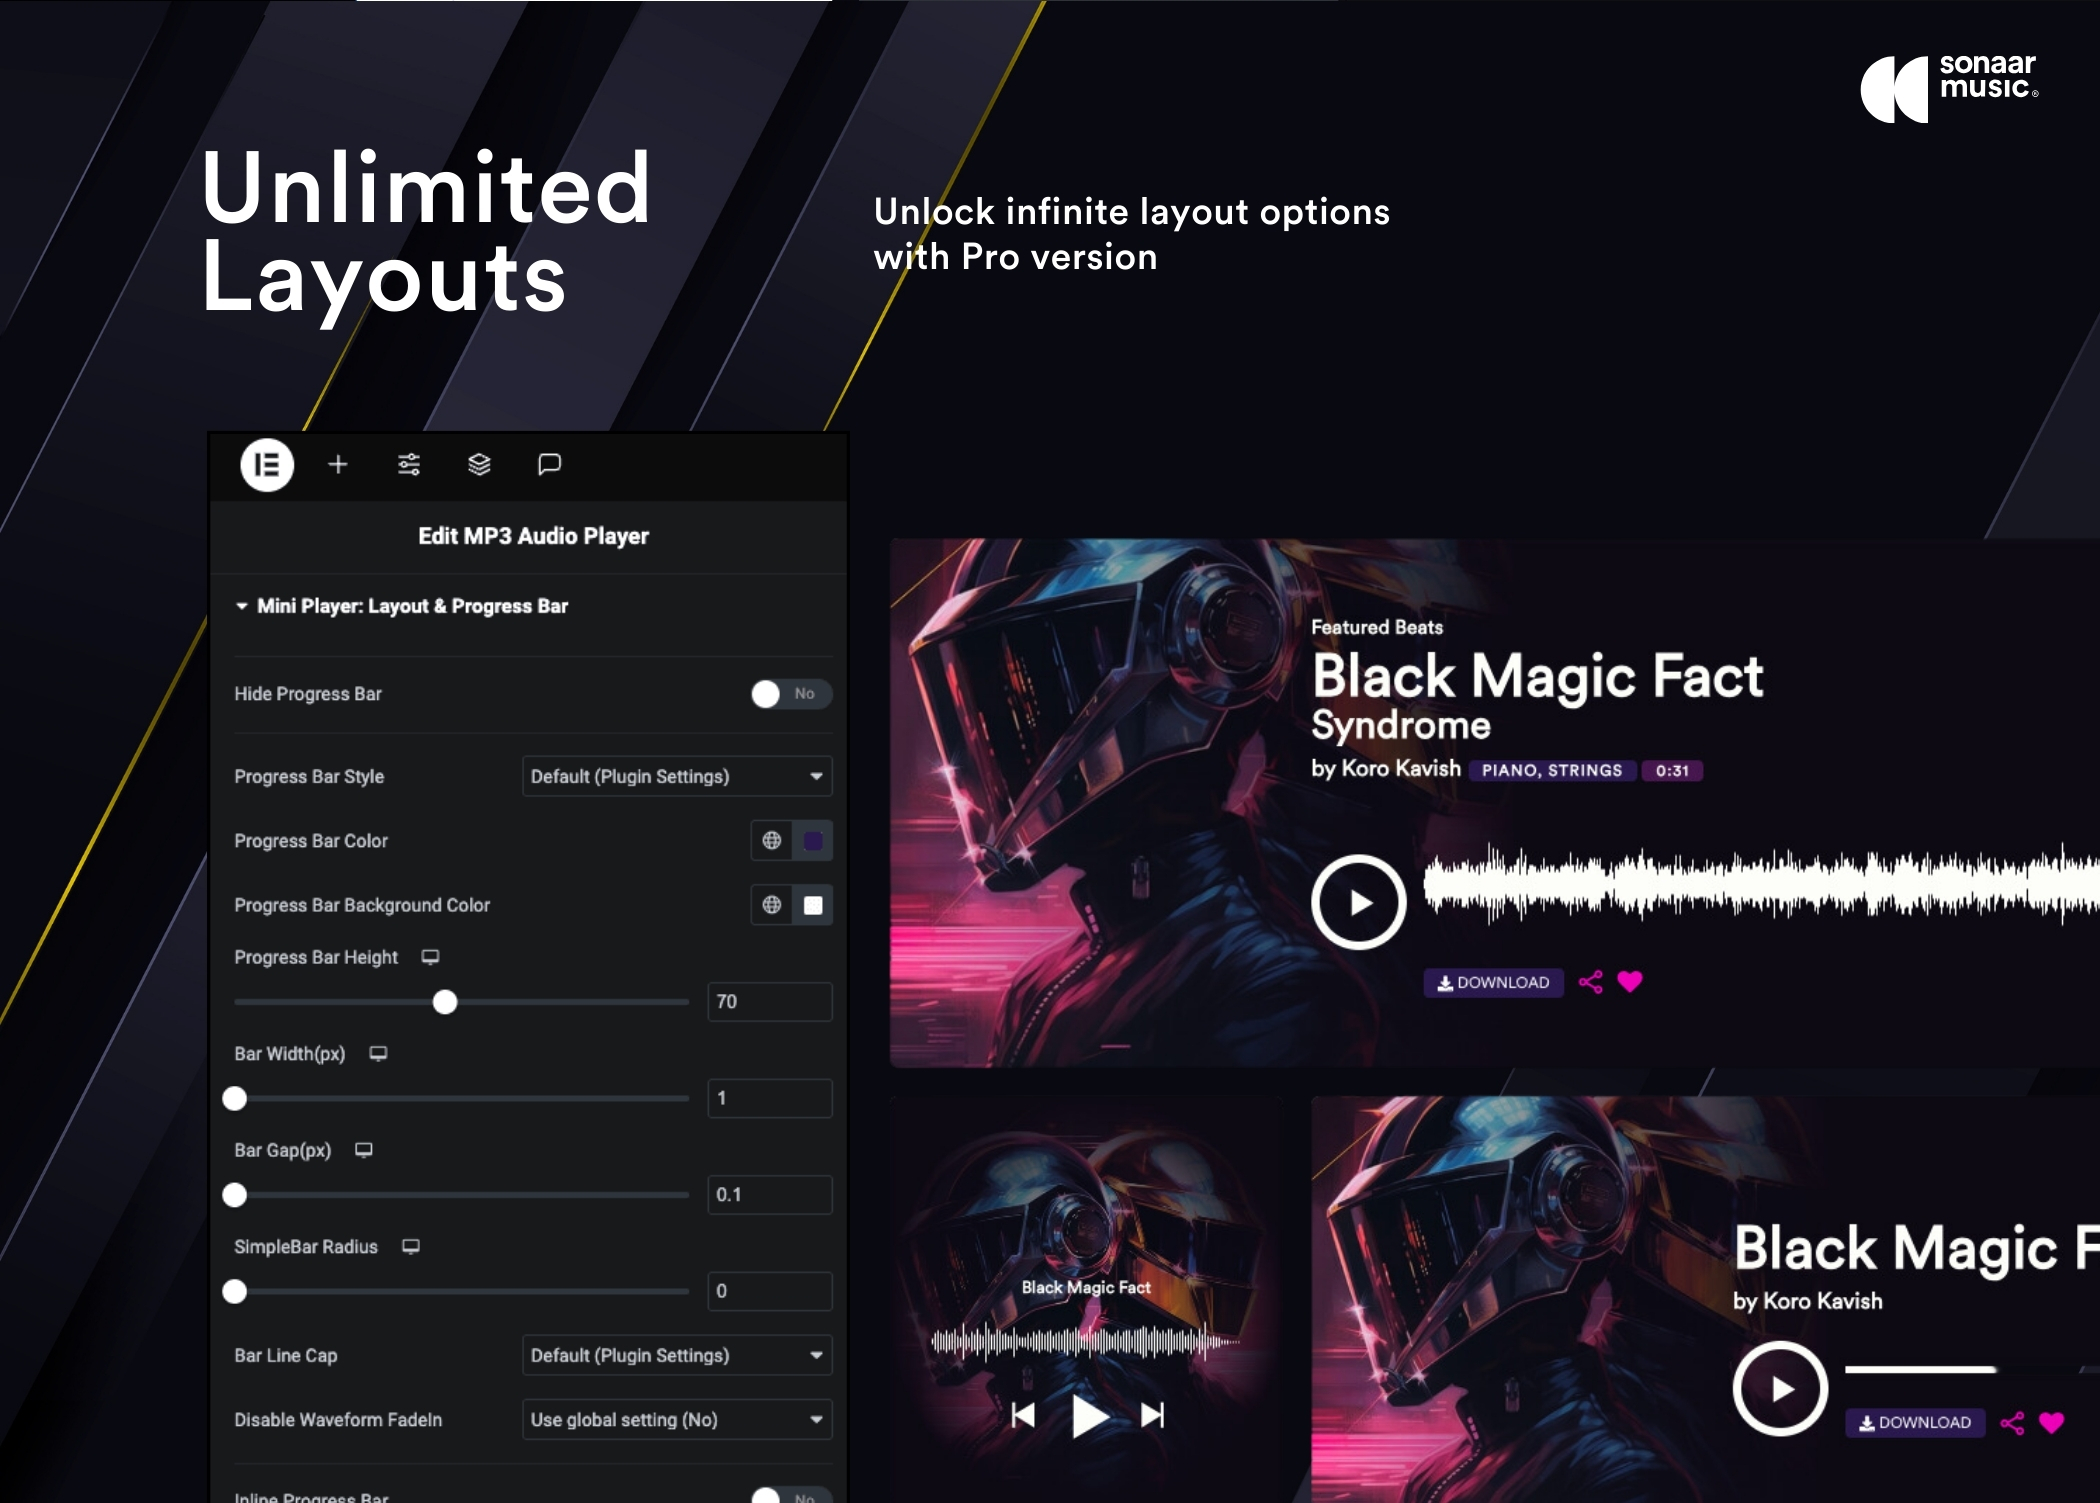 sonaar
music®
Unlimited
Layouts
Unlock infinite layout options
with Pro version
Edit MP3 Audio Player
Mini Player: Layout & Progress Bar
Hide Progress Bar No
Progress Bar Style Default (Plugin Settings)
Progress Bar Color
Progress Bar Background Color
Progress Bar Height
70
Bar Width(px)
1
Bar Gap(px)
0.1
SimpleBar Radius
0
Bar Line Cap Default (Plugin Settings)
Disable Waveform FadeIn Use global setting (No)
Inline Progress Bar No
Featured Beats
Black Magic Fact
Syndrome
by Koro Kavish PIANO, STRINGS 0:31
DOWNLOAD
Black Magic Fact
Black Magic F
by Koro Kavish
DOWNLOAD